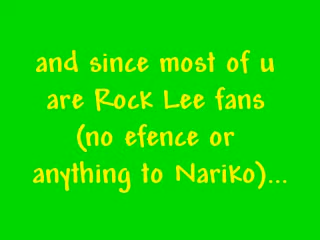 and since most of u
are Rock Lee fans
(no efence or
anything to Nariko)...